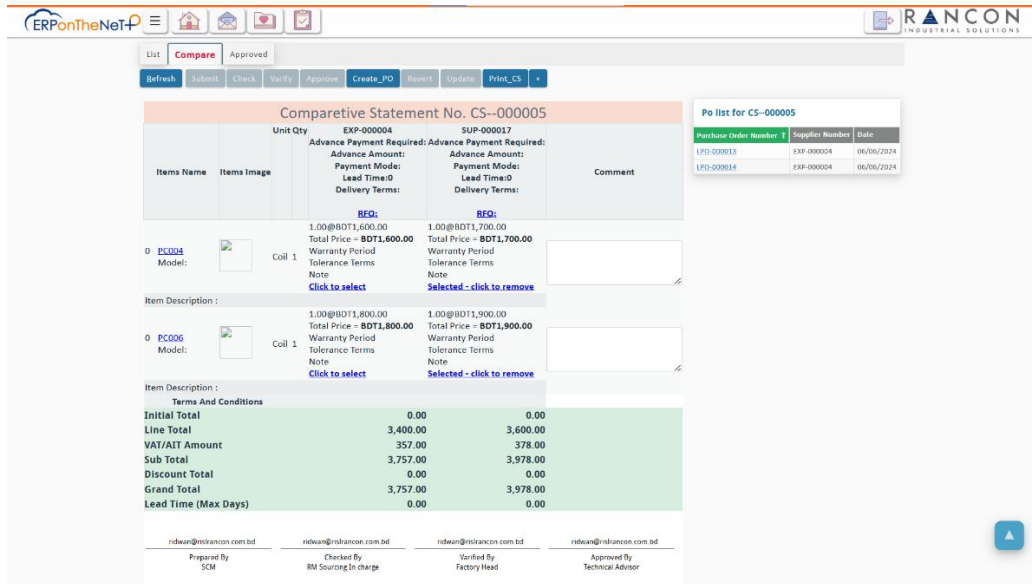 ERPonTheNeT
RANCON
INDUSTRIAL SOLUTIONS
List Compare Approved
Refresh Submit Check Varify Approve Create_PO Revert Update Print_CS +
Comparetive Statement No. CS--000005
Items Name Items Image Unit Qty EXP-000004 SUP-000017 Comment
Advance Payment Required: Advance Payment Required:
Advance Amount: Advance Amount:
Payment Mode: Payment Mode:
Lead Time:0 Lead Time:0
Delivery Terms: Delivery Terms:
RFQ: RFQ:
0 PC004 Coil 1 1.00@BDT1,600.00 1.00@BDT1,700.00
Model: Total Price = BDT1,600.00 Total Price = BDT1,700.00
Warranty Period Warranty Period
Tolerance Terms Tolerance Terms
Note Note
Click to select Selected - click to remove
Item Description :
0 PC006 Coil 1 1.00@BDT1,800.00 1.00@BDT1,900.00
Model: Total Price = BDT1,800.00 Total Price = BDT1,900.00
Warranty Period Warranty Period
Tolerance Terms Tolerance Terms
Note Note
Click to select Selected - click to remove
Item Description :
Terms And Conditions
Initial Total 0.00 0.00
Line Total 3,400.00 3,600.00
VAT/AIT Amount 357.00 378.00
Sub Total 3,757.00 3,978.00
Discount Total 0.00 0.00
Grand Total 3,757.00 3,978.00
Lead Time (Max Days) 0.00 0.00
ridwan@rislrancon.com.bd ridwan@rislrancon.com.bd ridwan@rislrancon.com.bd ridwan@rislrancon.com.bd
Prepared By Checked By Varified By Approved By
SCM RM Sourcing In charge Factory Head Technical Advisor
Po list for CS--000005
Purchase Order Number ↑ Supplier Number Date
LPO-000013 EXP-000004 06/06/2024
LPO-000014 EXP-000004 06/06/2024